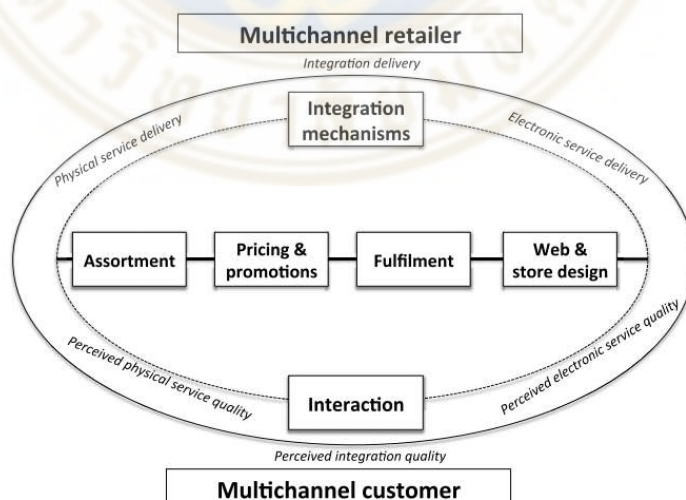 Multichannel retailer
Integration delivery
Integration
mechanisms
Physical service delivery
Electronic service delivery
Assortment
Pricing &
promotions
Fulfilment
Web &
store design
Perceived physical service quality
Perceived electronic service quality
Interaction
Perceived integration quality
Multichannel customer